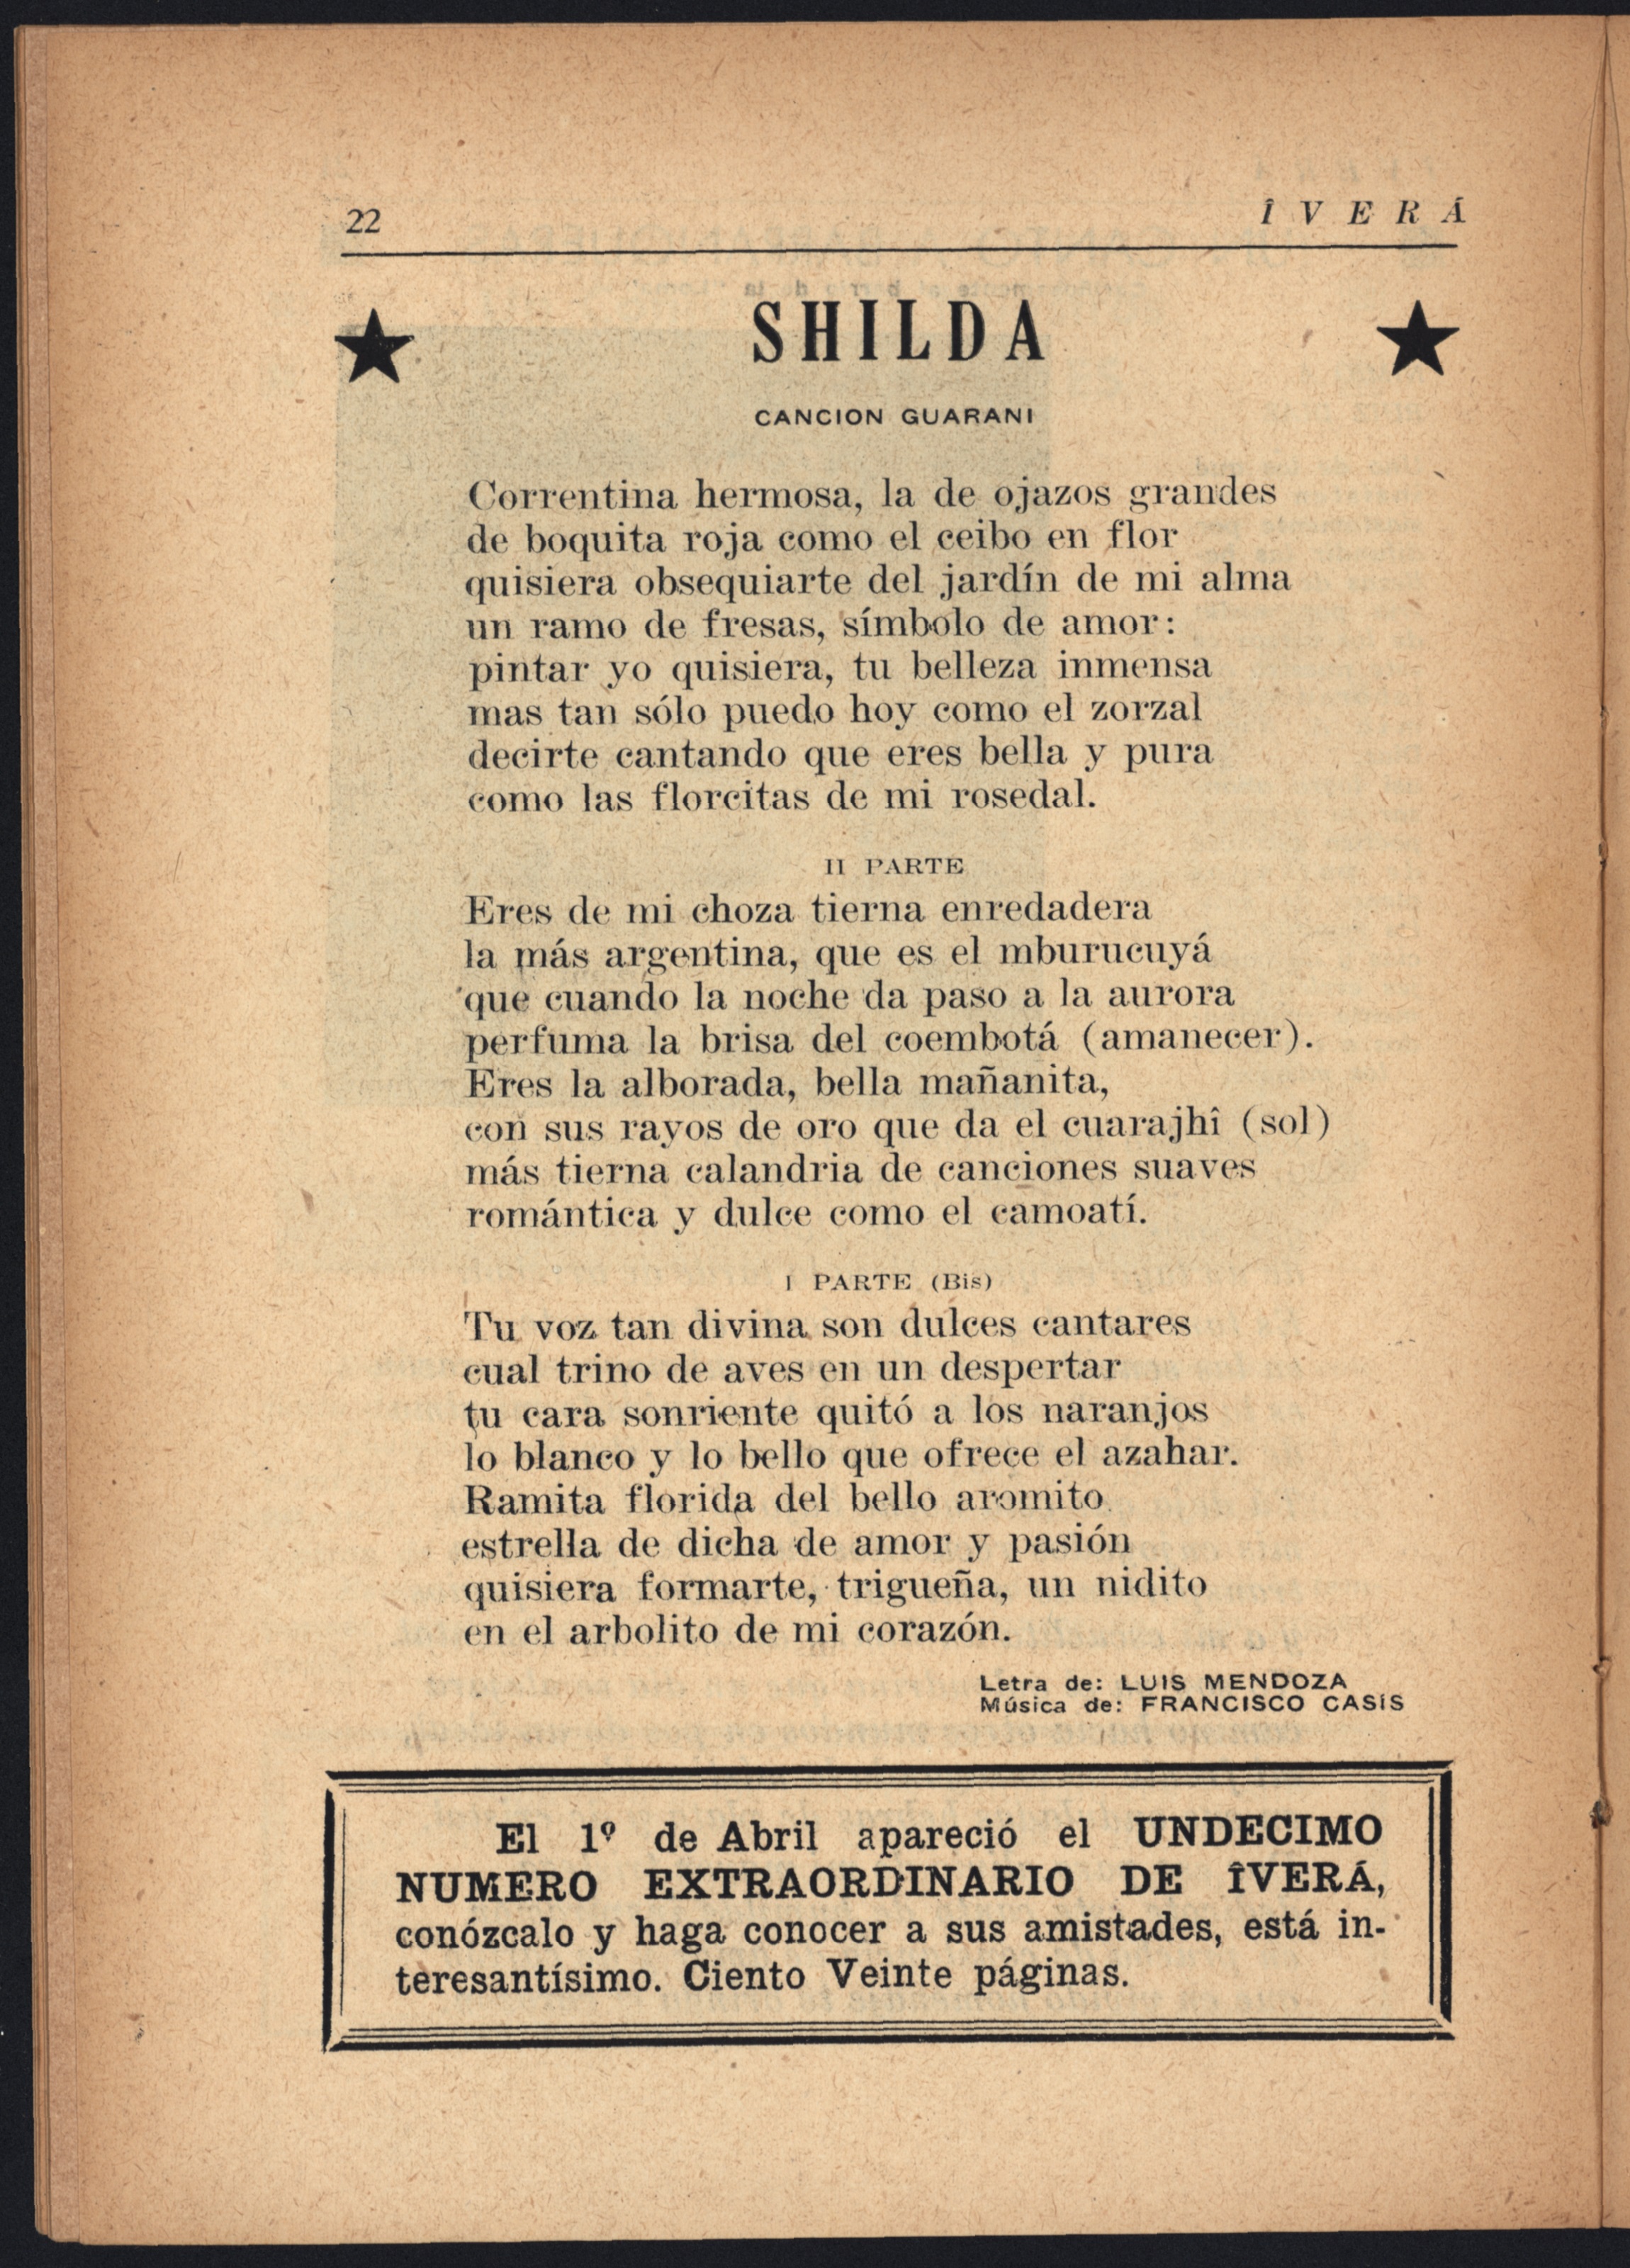 22
Î V E R Á
SHILDA
CANCION GUARANI
Correntina hermosa, la de ojazos grandes
de boquita roja como el ceibo en flor
quisiera obsequiarte del jardín de mi alma
un ramo de fresas, símbolo de amor:
pintar yo quisiera, tu belleza inmensa
mas tan sólo puedo hoy como el zorzal
decirte cantando que eres bella y pura
como las florcitas de mi rosedal.
II PARTE
Eres de mi choza tierna enredadera
la más argentina, que es el mburucuyá
que cuando la noche da paso a la aurora
perfuma la brisa del coembotá (amanecer).
Eres la alborada, bella mañanita,
con sus rayos de oro que da el cuarajhî (sol)
más tierna calandria de canciones suaves
romántica y dulce como el camoatí.
I PARTE (Bis)
Tu voz tan divina son dulces cantares
cual trino de aves en un despertar
tu cara sonriente quitó a los naranjos
lo blanco y lo bello que ofrece el azahar.
Ramita florida del bello aromito
estrella de dicha de amor y pasión
quisiera formarte, trigueña, un nidito
en el arbolito de mi corazón.
Letra de: LUIS MENDOZA
Música de: FRANCISCO CASÍS
El 1º de Abril apareció el UNDECIMO
NUMERO EXTRAORDINARIO DE ÎVERÁ,
conózcalo y haga conocer a sus amistades, está in-
teresantísimo. Ciento Veinte páginas.